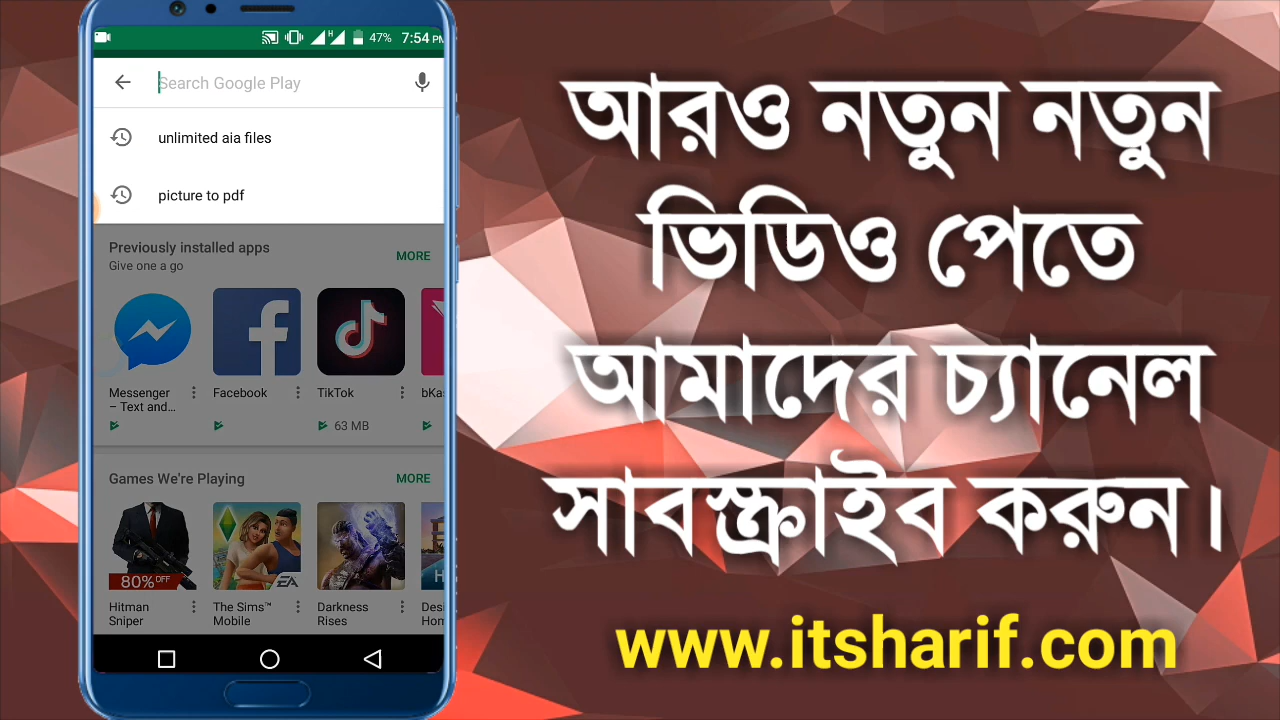 47% 7:54 PM
Search Google Play
unlimited aia files
picture to pdf
Previously installed apps
Give one a go
MORE
Messenger
– Text and...
Facebook
TikTok
63 MB
Games We're Playing
MORE
80% OFF
EA
Hitman
Sniper
The Sims™
Mobile
Darkness
Rises
আরও নতুন নতুন
ভিডিও পেতে
আমাদের চ্যানেল
সাবস্ক্রাইব করুন।
www.itsharif.com